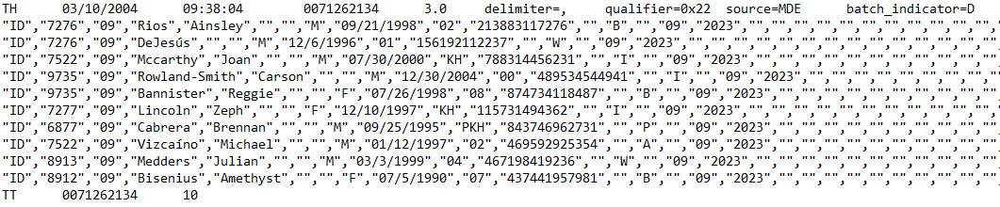 TH      03/10/2004      09:38:04        0071262134      3.0     delimiter=,     qualifier=0x22  source=MDE      batch_indicator=D
"ID","7276","09","Rios","Ainsley","","","M","09/21/1998","02","213883117276","","B","","09","2023","","","","","","","","","","","",
"ID","7276","09","DeJesús","","","M","12/6/1996","01","156192112237","","W","","09","2023","","","","","","","","","","","","","",""
"ID","7522","09","Mccarthy","Joan","","","M","07/30/2000","KH","788314456231","","I","","09","2023","","","","","","","","","","",""
"ID","9735","09","Rowland-Smith","Carson","","","M","12/30/2004","00","489534544941","","I","","09","2023","","","","","","","","","
"ID","9735","09","Bannister","Reggie","","","F","07/26/1998","08","874734118487","","B","","09","2023","","","","","","","","","",""
"ID","7277","09","Lincoln","Zeph","","","F","12/10/1997","KH","115731494362","","I","","09","2023","","","","","","","","","","","",
"ID","6877","09","Cabrera","Brennan","","","M","09/25/1995","PKH","843746962731","","P","","09","2023","","","","","","","","","",""
"ID","7522","09","Vizcaíno","Michael","","","M","01/12/1997","02","469592925354","","A","","09","2023","","","","","","","","","",""
"ID","8913","09","Medders","Julian","","","M","03/3/1999","04","467198419236","","W","","09","2023","","","","","","","","","","",""
"ID","8912","09","Bisenius","Amethyst","","","F","07/5/1990","07","437441957981","","B","","09","2023","","","","","","","","","",""
TT      0071262134      10